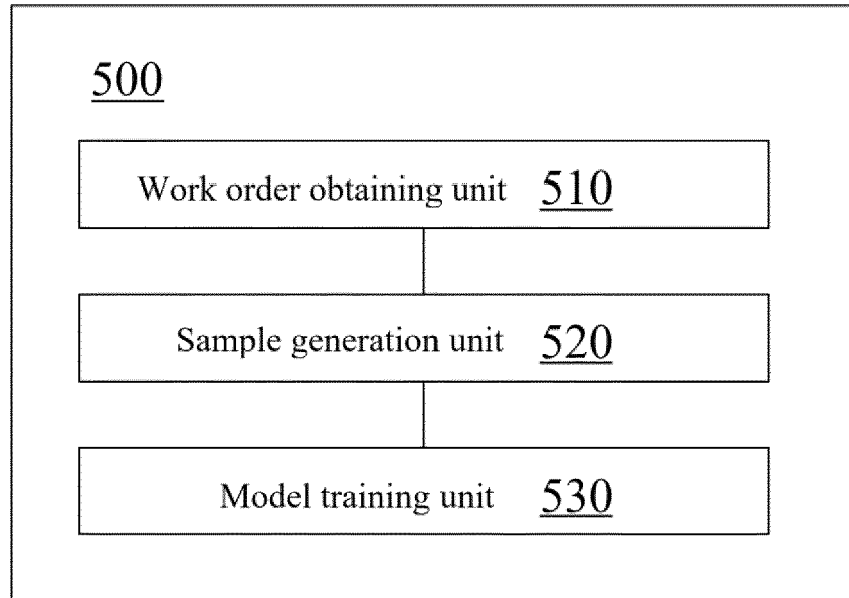 500
Work order obtaining unit 510
Sample generation unit 520
Model training unit 530